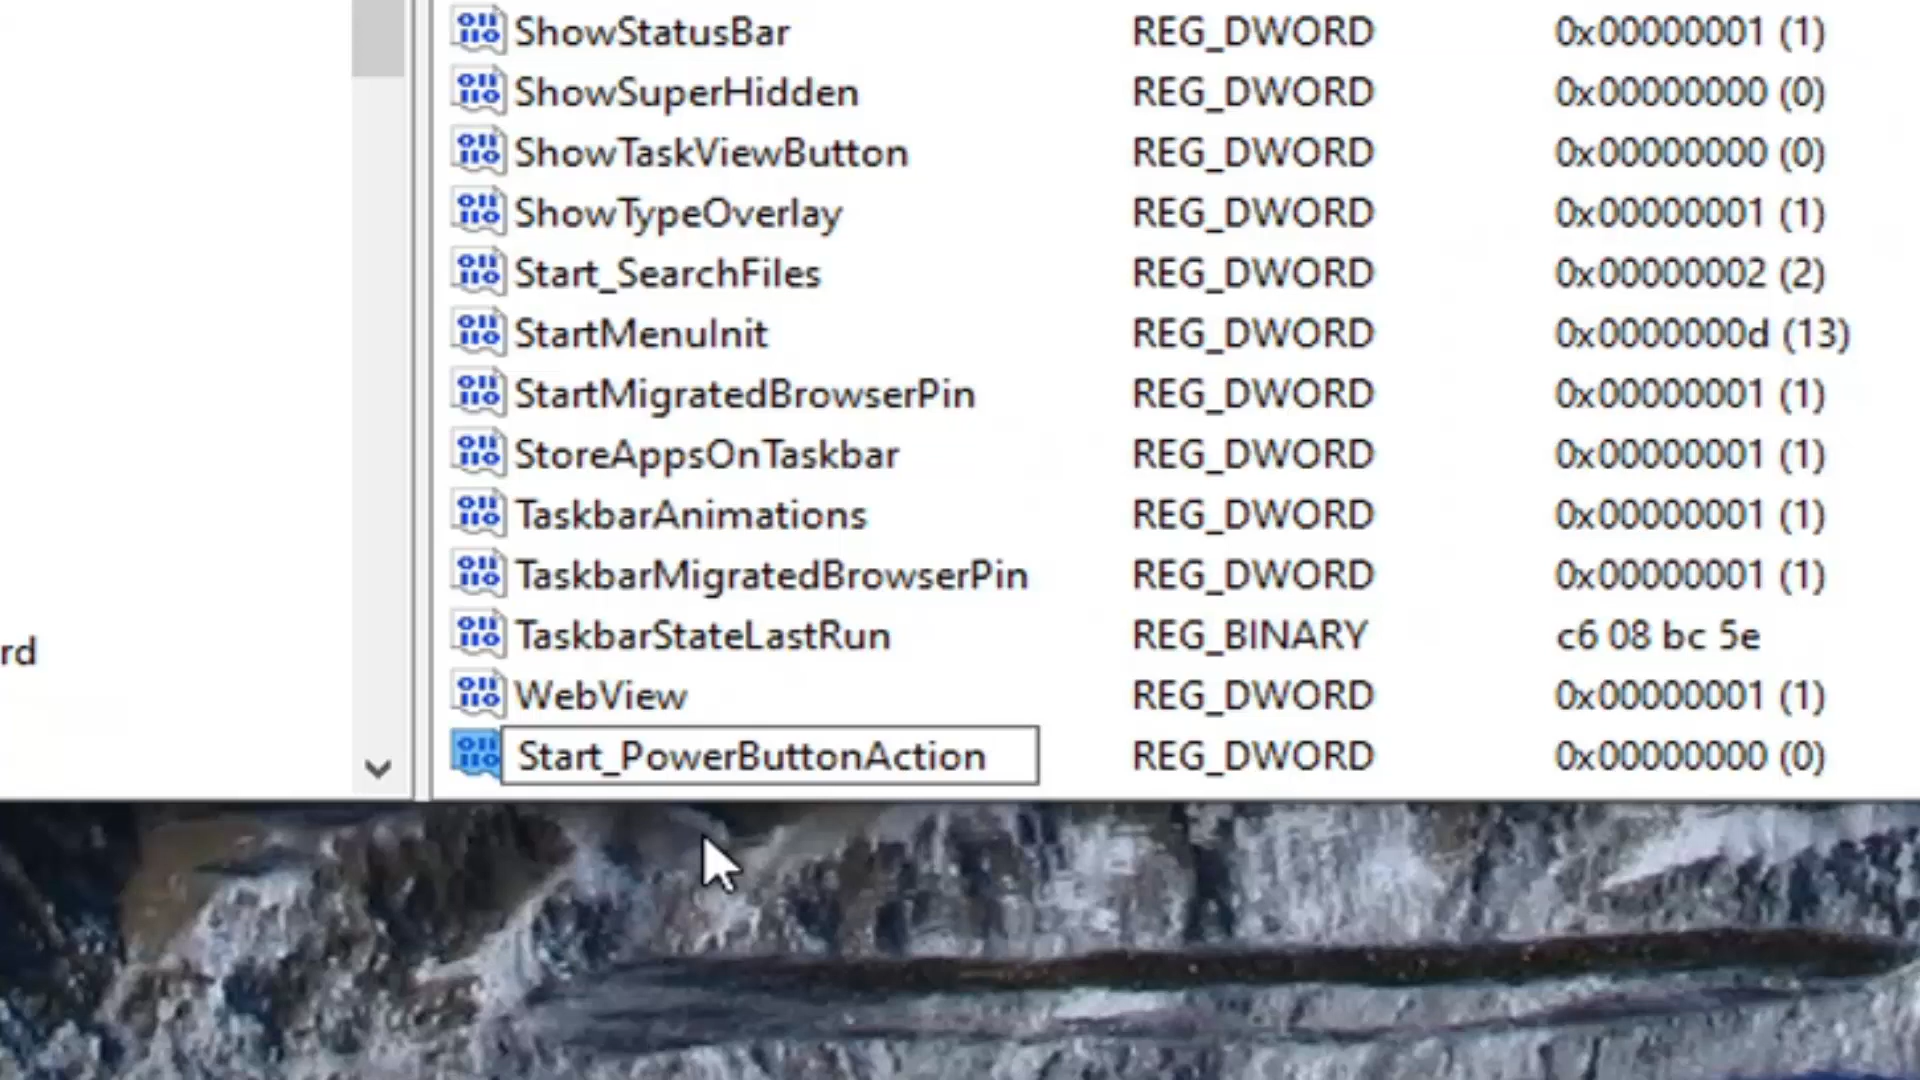 ShowStatusBar REG_DWORD 0x00000001 (1)
ShowSuperHidden REG_DWORD 0x00000000 (0)
ShowTaskViewButton REG_DWORD 0x00000000 (0)
ShowTypeOverlay REG_DWORD 0x00000001 (1)
Start_SearchFiles REG_DWORD 0x00000002 (2)
StartMenuInit REG_DWORD 0x0000000d (13)
StartMigratedBrowserPin REG_DWORD 0x00000001 (1)
StoreAppsOnTaskbar REG_DWORD 0x00000001 (1)
TaskbarAnimations REG_DWORD 0x00000001 (1)
TaskbarMigratedBrowserPin REG_DWORD 0x00000001 (1)
rd TaskbarStateLastRun REG_BINARY c6 08 bc 5e
WebView REG_DWORD 0x00000001 (1)
Start_PowerButtonAction REG_DWORD 0x00000000 (0)